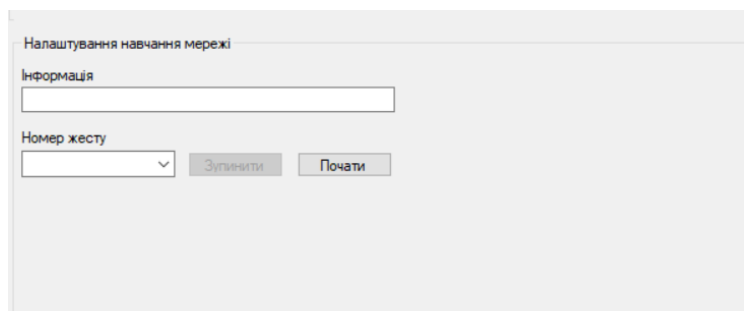 Налаштування навчання мережі
Інформація
Номер жесту
Зупинити Почати